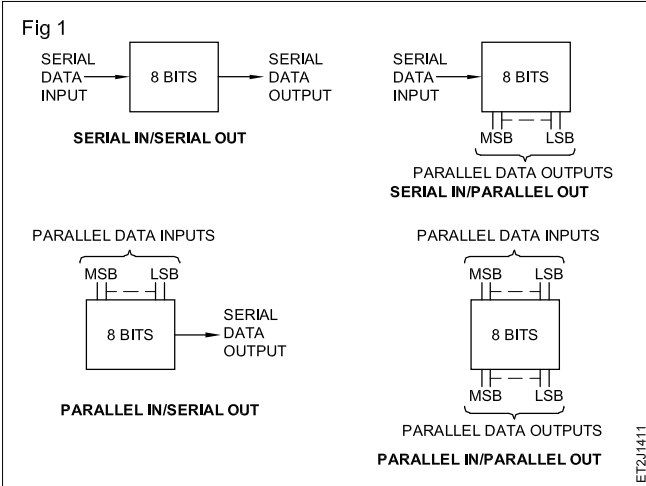 Fig 1
SERIAL
DATA
INPUT
8 BITS
SERIAL
DATA
OUTPUT
SERIAL IN/SERIAL OUT
SERIAL
DATA
INPUT
8 BITS
MSB LSB
PARALLEL DATA OUTPUTS
SERIAL IN/PARALLEL OUT
PARALLEL DATA INPUTS
MSB LSB
8 BITS
SERIAL
DATA
OUTPUT
PARALLEL IN/SERIAL OUT
PARALLEL DATA INPUTS
MSB LSB
8 BITS
MSB LSB
PARALLEL DATA OUTPUTS
PARALLEL IN/PARALLEL OUT
ET2J1411